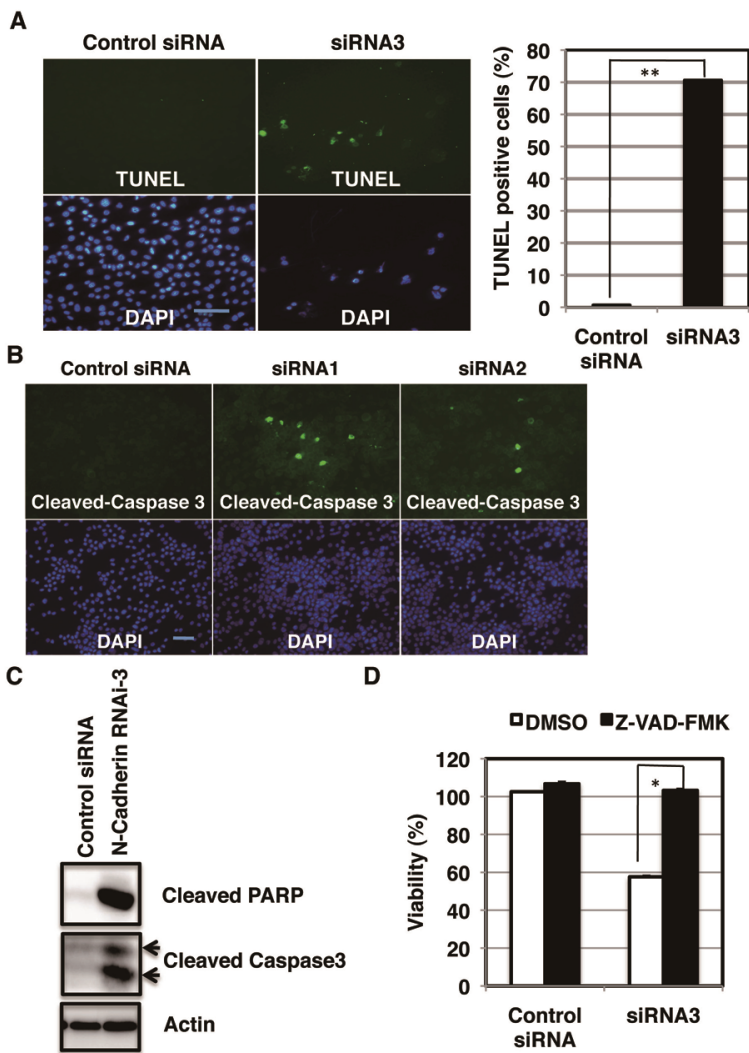 A
Control siRNA siRNA3
TUNEL TUNEL
DAPI DAPI
TUNEL positive cells (%)
80
70
60
50
40
30
20
10
0
**
Control siRNA siRNA3
B
Control siRNA siRNA1 siRNA2
Cleaved-Caspase 3 Cleaved-Caspase 3 Cleaved-Caspase 3
DAPI DAPI DAPI
C
Control siRNA
N-Cadherin RNAi-3
Cleaved PARP
Cleaved Caspase3
Actin
D
DMSO Z-VAD-FMK
Viability (%)
120
100
80
60
40
20
0
*
Control siRNA siRNA3